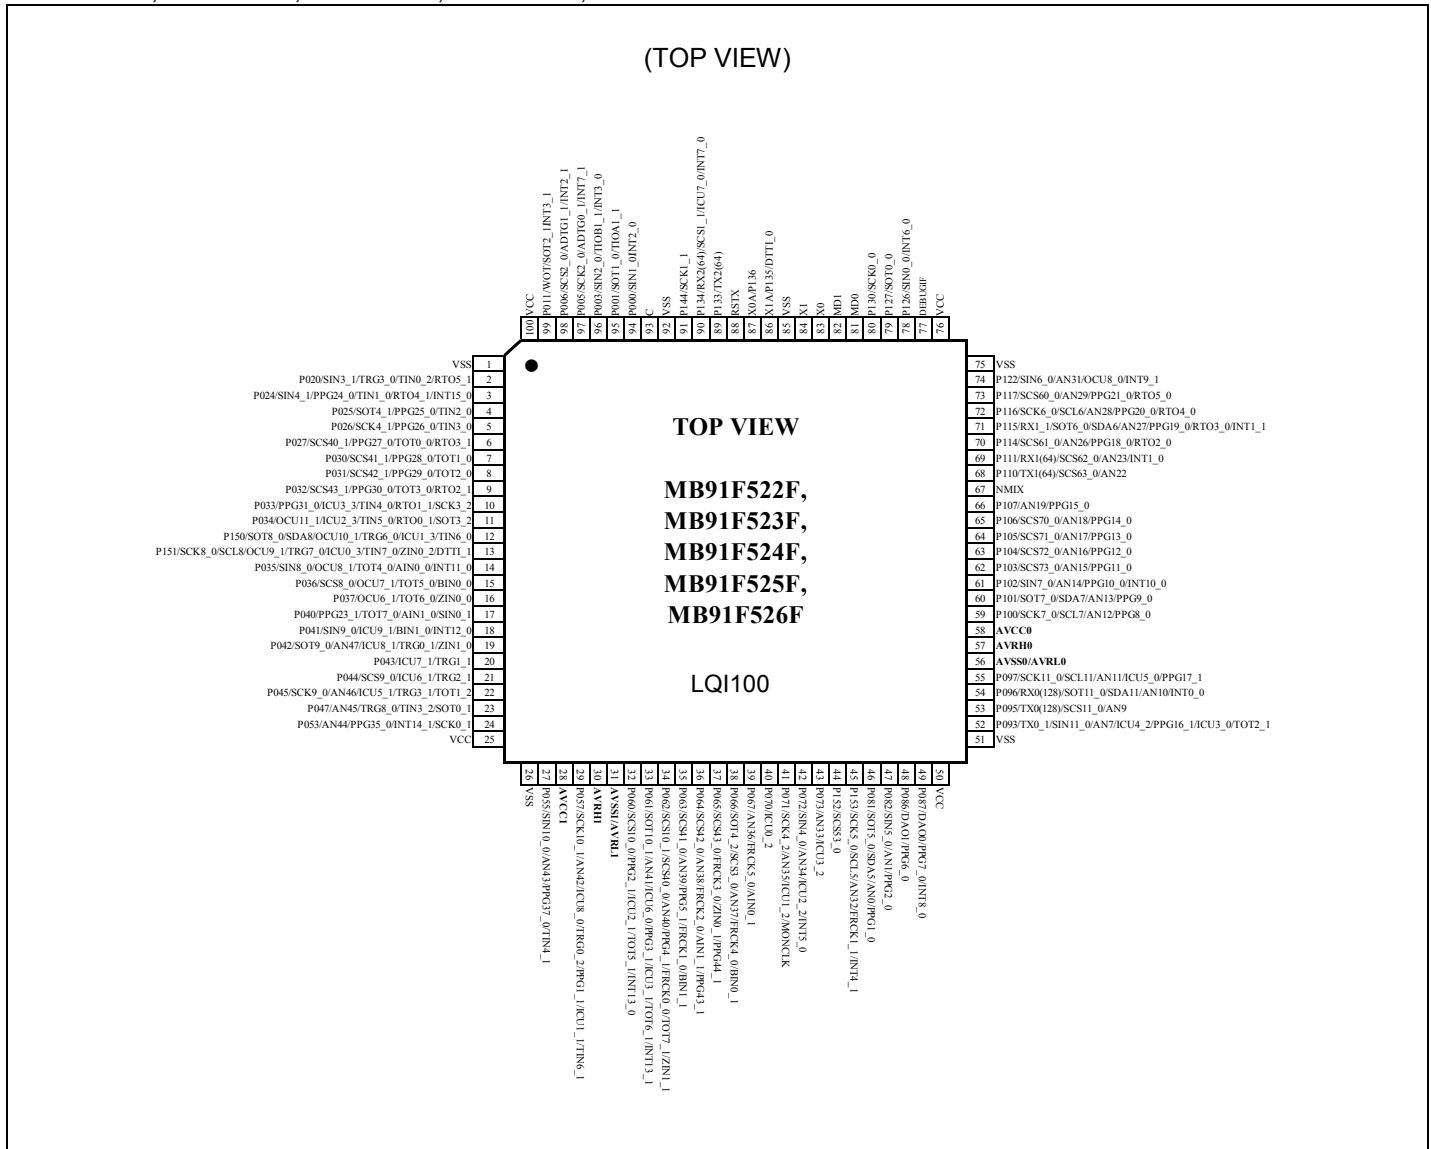 (TOP VIEW)
100 VCC
99 P011/WOT/SOT2_1INT3_1
98 P006/SCS2_0/ADTG1_1/INT2_1
97 P005/SCK2_0/ADTG0_1/INT7_1
96 P003/SIN2_0/TIOB1_1/INT3_0
95 P001/SOT1_0/TIOA1_1
94 P000/SIN1_0INT2_0
93 C
92 VSS
91 P144/SCK1_1
90 P134/RX2(64)/SCS1_1/ICU7_0/INT7_0
89 P133/TX2(64)
88 RSTX
87 X0A/P136
86 X1A/P135/DTTI_0
85 VSS
84 X1
83 X0
82 MD1
81 MD0
80 P130/SCK0_0
79 P127/SOT0_0
78 P126/SIN0_0/INT6_0
77 DEBUGIF
76 VCC
VSS 1
P020/SIN3_1/TRG3_0/TIN0_2/RTO5_1 2
P024/SIN4_1/PPG24_0/TIN1_0/RTO4_1/INT15_0 3
P025/SOT4_1/PPG25_0/TIN2_0 4
P026/SCK4_1/PPG26_0/TIN3_0 5
P027/SCS40_1/PPG27_0/TOT0_0/RTO3_1 6
P030/SCS41_1/PPG28_0/TOT1_0 7
P031/SCS42_1/PPG29_0/TOT2_0 8
P032/SCS43_1/PPG30_0/TOT3_0/RTO2_1 9
P033/PPG31_0/ICU3_3/TIN4_0/RTO1_1/SCK3_2 10
P034/OCU11_1/ICU2_3/TIN5_0/RTO0_1/SOT3_2 11
P150/SOT8_0/SDA8/OCU10_1/TRG6_0/ICU1_3/TIN6_0 12
P151/SCK8_0/SCL8/OCU9_1/TRG7_0/ICU0_3/TIN7_0/ZIN0_2/DTTI_1 13
P035/SIN8_0/OCU8_1/TOT4_0/AIN0_0/INT11_0 14
P036/SCS8_0/OCU7_1/TOT5_0/BIN0_0 15
P037/OCU6_1/TOT6_0/ZIN0_0 16
P040/PPG23_1/TOT7_0/AIN1_0/SIN0_1 17
P041/SIN9_0/ICU9_1/BIN1_0/INT12_0 18
P042/SOT9_0/AN47/ICU8_1/TRG0_1/ZIN1_0 19
P043/ICU7_1/TRG1_1 20
P044/SCS9_0/ICU6_1/TRG2_1 21
P045/SCK9_0/AN46/ICU5_1/TRG3_1/TOT1_2 22
P047/AN45/TRG8_0/TIN3_2/SOT0_1 23
P053/AN44/PPG35_0/INT14_1/SCK0_1 24
VCC 25
TOP VIEW
MB91F522F,
MB91F523F,
MB91F524F,
MB91F525F,
MB91F526F
LQI100
75 VSS
74 P122/SIN6_0/AN31/OCU8_0/INT9_1
73 P117/SCS60_0/AN29/PPG21_0/RTO5_0
72 P116/SCK6_0/SCL6/AN28/PPG20_0/RTO4_0
71 P115/RX1_1/SOT6_0/SDA6/AN27/PPG19_0/RTO3_0/INT1_1
70 P114/SCS61_0/AN26/PPG18_0/RTO2_0
69 P111/RX1(64)/SCS62_0/AN23/INT1_0
68 P110/TX1(64)/SCS63_0/AN22
67 NMIX
66 P107/AN19/PPG15_0
65 P106/SCS70_0/AN18/PPG14_0
64 P105/SCS71_0/AN17/PPG13_0
63 P104/SCS72_0/AN16/PPG12_0
62 P103/SCS73_0/AN15/PPG11_0
61 P102/SIN7_0/AN14/PPG10_0/INT10_0
60 P101/SOT7_0/SDA7/AN13/PPG9_0
59 P100/SCK7_0/SCL7/AN12/PPG8_0
58 AVCC0
57 AVRH0
56 AVSS0/AVRL0
55 P097/SCK11_0/SCL11/AN11/ICU5_0/PPG17_1
54 P096/RX0(128)/SOT11_0/SDA11/AN10/INT0_0
53 P095/TX0(128)/SCS11_0/AN9
52 P093/TX0_1/SIN11_0/AN7/ICU4_2/PPG16_1/ICU3_0/TOT2_1
51 VSS
26 VSS
27 P055/SIN10_0/AN43/PPG37_0/TIN4_1
28 AVCC1
29 P057/SCK10_1/AN42/ICU8_0/TRG0_2/PPG1_1/ICU1_1/TIN6_1
30 AVRH1
31 AVSS1/AVRL1
32 P060/SCS10_0/PPG2_1/ICU2_1/TOT5_1/INT13_0
33 P061/SOT10_1/AN41/ICU6_0/PPG3_1/ICU3_1/TOT6_1/INT13_1
34 P062/SCS10_1/SCS40_0/AN40/PPG4_1/FRCK0_0/TOT7_1/ZIN1_1
35 P063/SCS41_0/AN39/PPG5_1/FRCK1_0/BIN1_1
36 P064/SCS42_0/AN38/FRCK2_0/AIN1_1/PPG43_1
37 P065/SCS43_0/FRCK3_0/ZIN0_1/PPG44_1
38 P066/SOT4_2/SCS3_0/AN37/FRCK4_0/BIN0_1
39 P067/AN36/FRCK5_0/AIN0_1
40 P070/ICU0_2
41 P071/SCK4_2/AN35/ICU1_2/MONCLK
42 P072/SIN4_0/AN34/ICU2_2/INT5_0
43 P073/AN33/ICU3_2
44 P152/SCS53_0
45 P153/SCK5_0/SCL5/AN32/FRCK1_1/INT4_1
46 P081/SOT5_0/SDA5/AN0/PPG1_0
47 P082/SIN5_0/AN1/PPG2_0
48 P086/DAO1/PPG6_0
49 P087/DAO0/PPG7_0/INT8_0
50 VCC